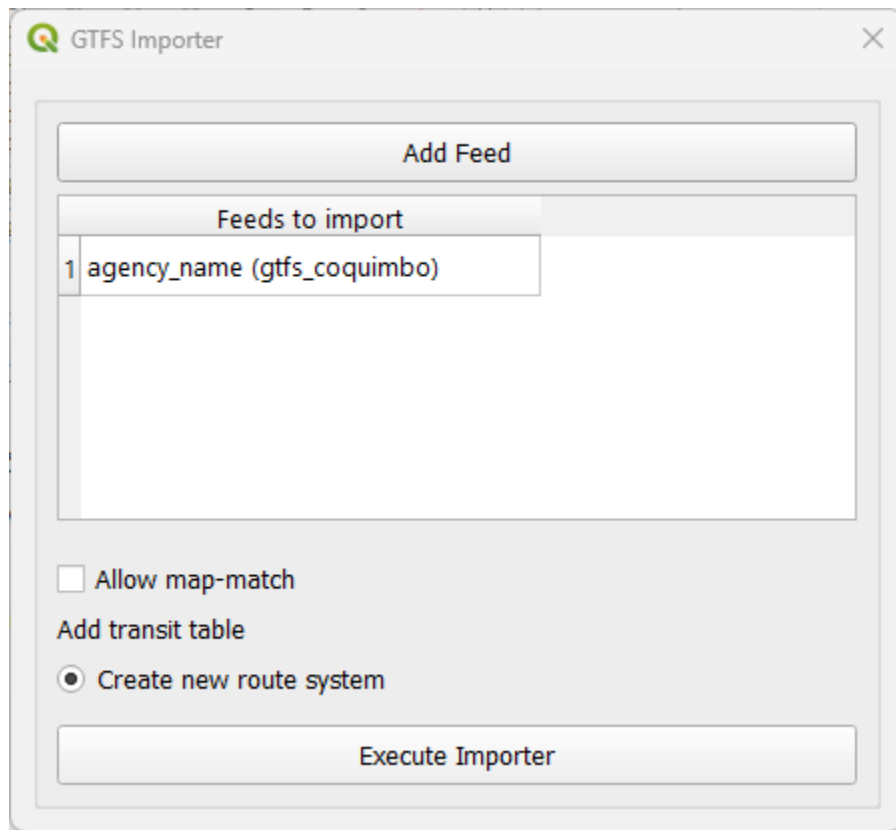 GTFS Importer
Add Feed
Feeds to import
1 agency_name (gtfs_coquimbo)
Allow map-match
Add transit table
Create new route system
Execute Importer